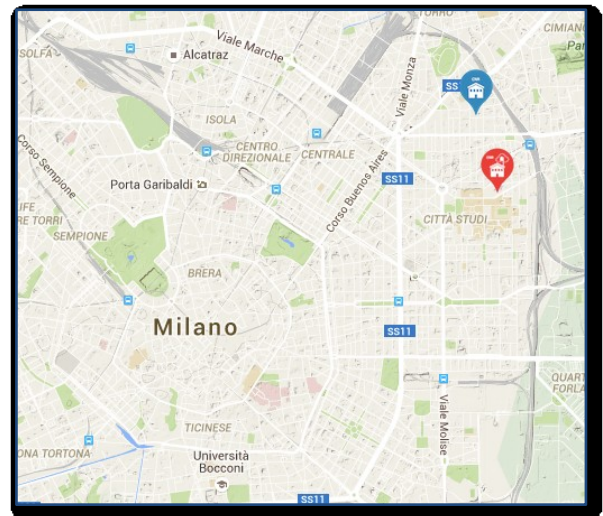 TURRO
CIMIANO
Viale Marche
SOLFA
Alcatraz
Par
Viale Monza
SS
ISOLA
CENTRO
DIREZIONALE
CENTRALE
Corso Sempione
Corso Buenos Aires
SS11
Porta Garibaldi
IFE
RE TORRI
CITTÀ STUDI
SEMPIONE
BRERA
Milano
SS11
QUART
FORLA
Viale Molise
TICINESE
ONA TORTONA
Università
Bocconi
SS11